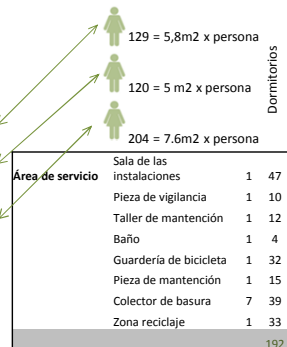 129 = 5,8m2 x persona
120 = 5 m2 x persona
204 = 7.6m2 x persona
Dormitorios
Área de servicio Sala de las instalaciones 1 47
Pieza de vigilancia 1 10
Taller de mantención 1 12
Baño 1 4
Guardería de bicicleta 1 32
Pieza de mantención 1 15
Colector de basura 7 39
Zona reciclaje 1 33
192